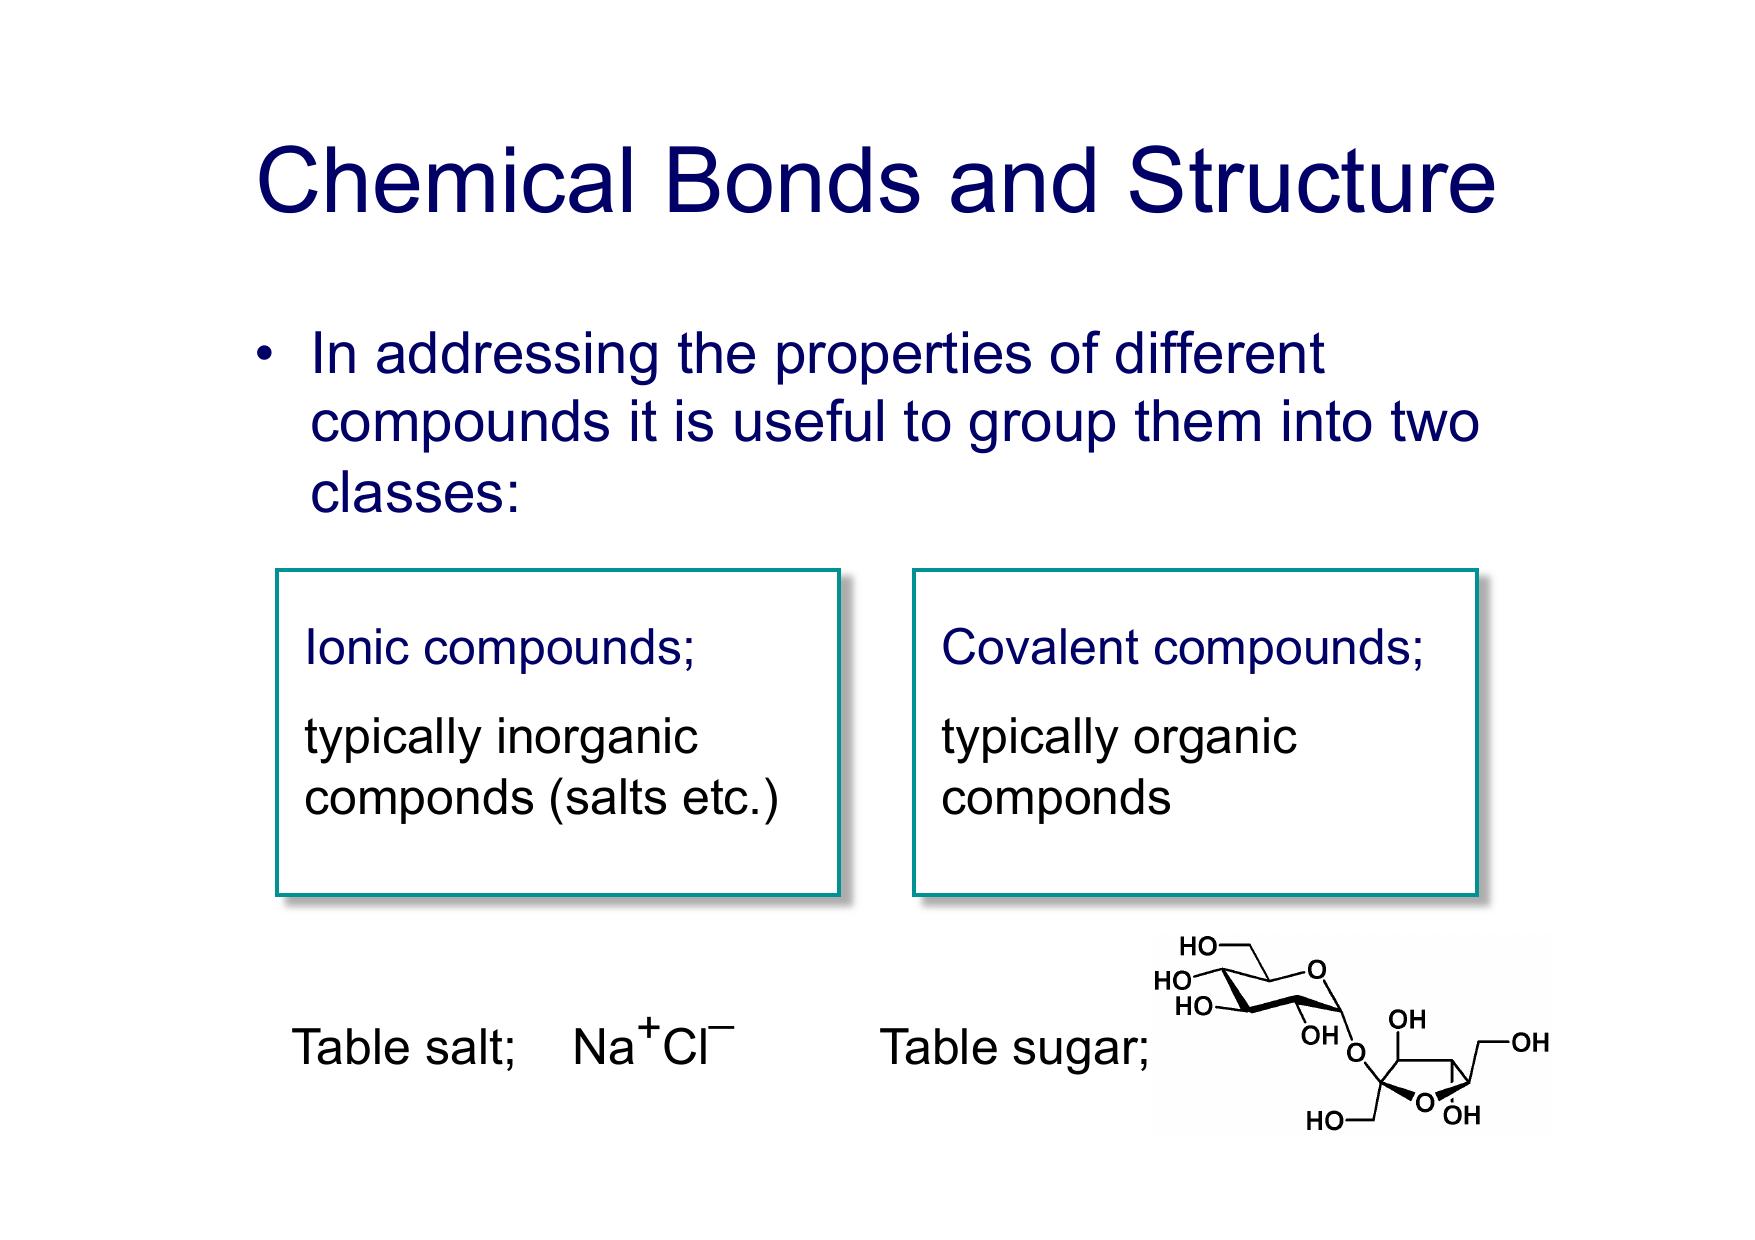 Chemical Bonds and Structure
• In addressing the properties of different
compounds it is useful to group them into two
classes:
Ionic compounds;
typically inorganic
componds (salts etc.)
Covalent compounds;
typically organic
componds
Table salt; Na⁺Cl⁻
Table sugar;
HO
O
HO
HO
OH
O
OH
OH
O
OH
HO